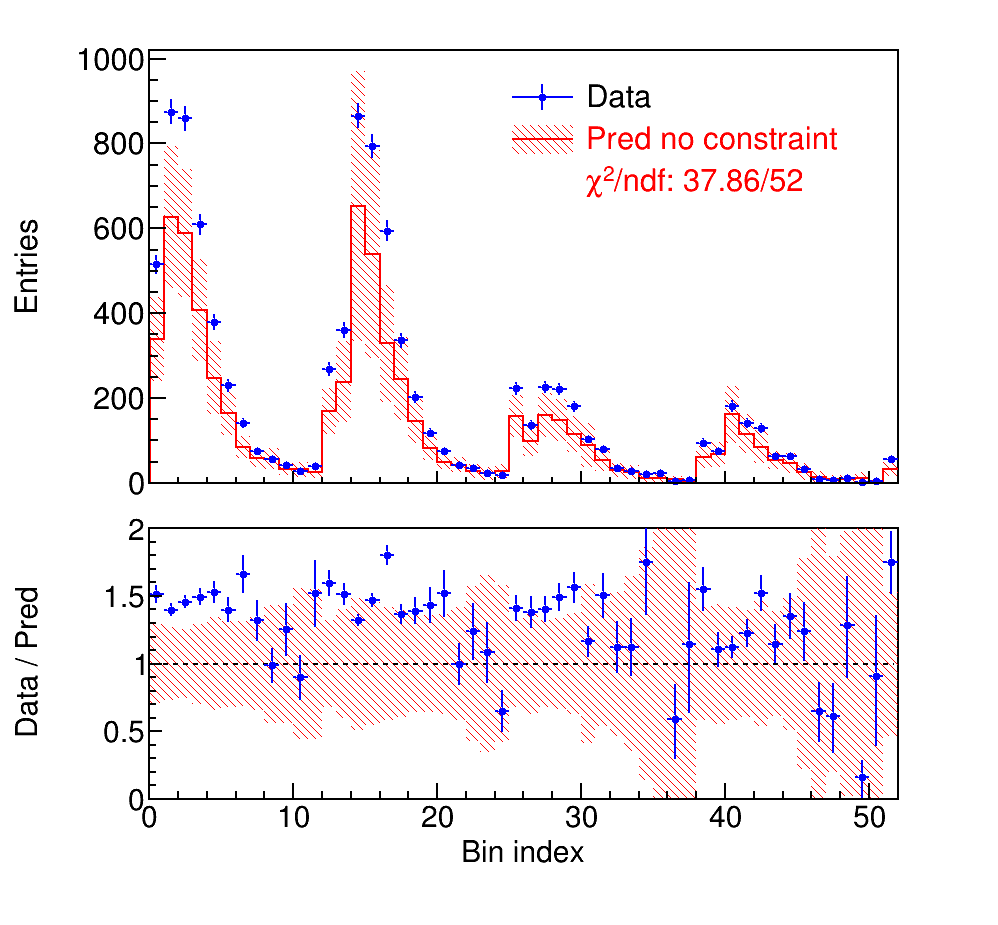 1000
800
600
400
200
0
Entries
Data
Pred no constraint
χ²/ndf: 37.86/52
2
1.5
1
0.5
0
Data / Pred
0 10 20 30 40 50
Bin index